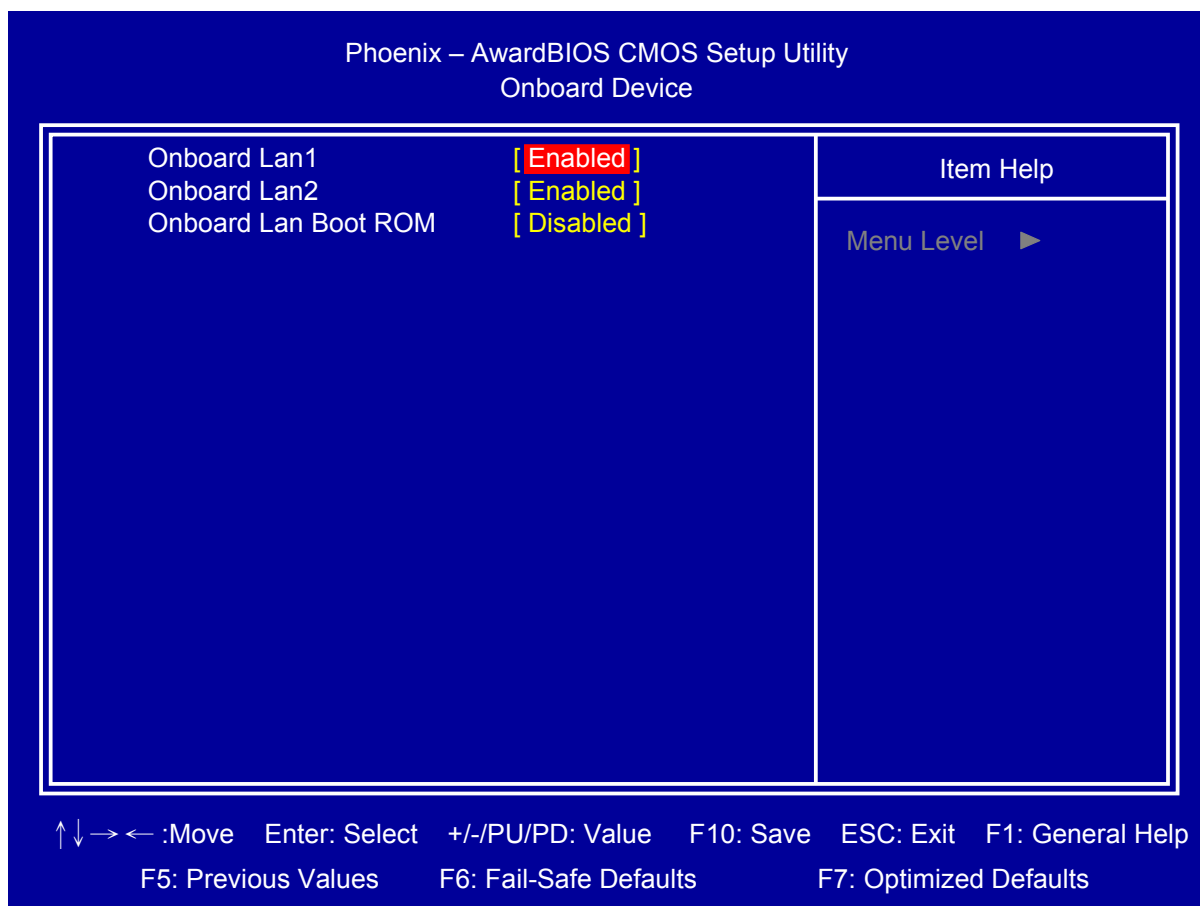 Phoenix – AwardBIOS CMOS Setup Utility
Onboard Device
Onboard Lan1 [ Enabled ]
Onboard Lan2 [ Enabled ]
Onboard Lan Boot ROM [ Disabled ]
Item Help
Menu Level ►
↑↓→← :Move Enter: Select +/-/PU/PD: Value F10: Save ESC: Exit F1: General Help
F5: Previous Values F6: Fail-Safe Defaults F7: Optimized Defaults